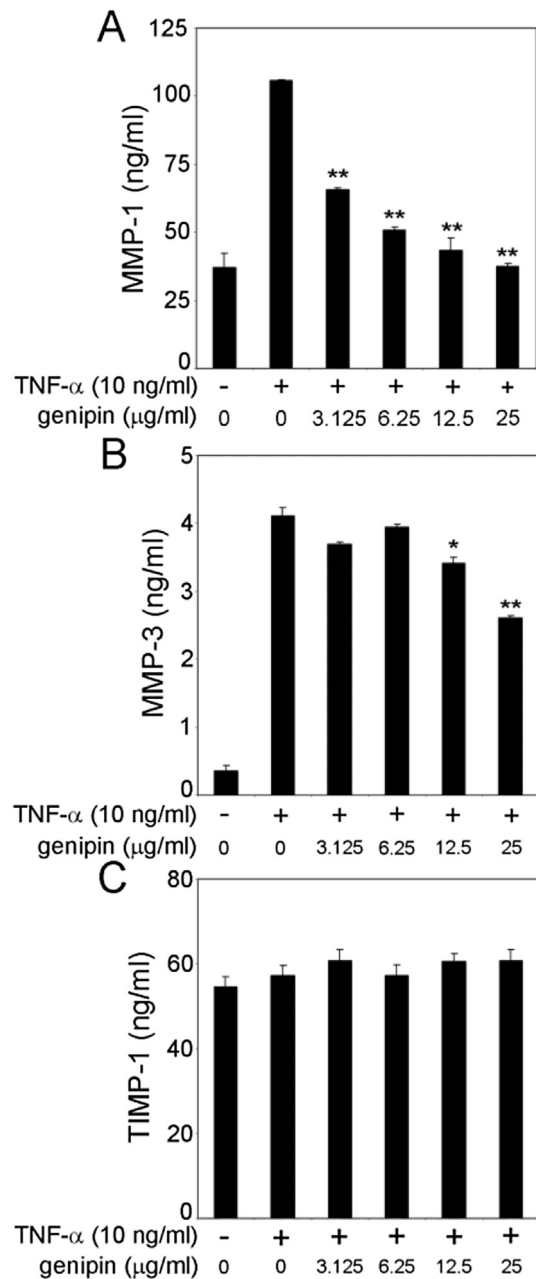 A
MMP-1 (ng/ml)
125
100
75
50
25
0
** ** ** **
TNF-α (10 ng/ml) - + + + + +
genipin (μg/ml) 0 0 3.125 6.25 12.5 25
B
MMP-3 (ng/ml)
5
4
3
2
1
0
* **
TNF-α (10 ng/ml) - + + + + +
genipin (μg/ml) 0 0 3.125 6.25 12.5 25
C
TIMP-1 (ng/ml)
80
60
40
20
0
TNF-α (10 ng/ml) - + + + + +
genipin (μg/ml) 0 0 3.125 6.25 12.5 25